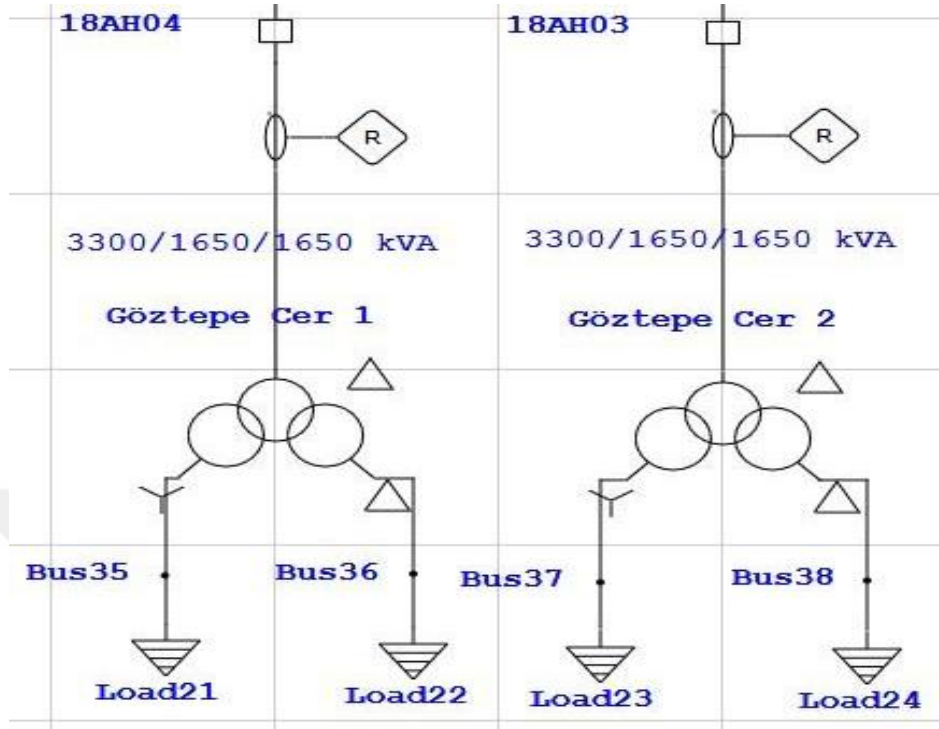 18AH04
18AH03
R
R
3300/1650/1650 kVA
3300/1650/1650 kVA
Göztepe Cer 1
Göztepe Cer 2
Bus35
Bus36
Bus37
Bus38
Load21
Load22
Load23
Load24